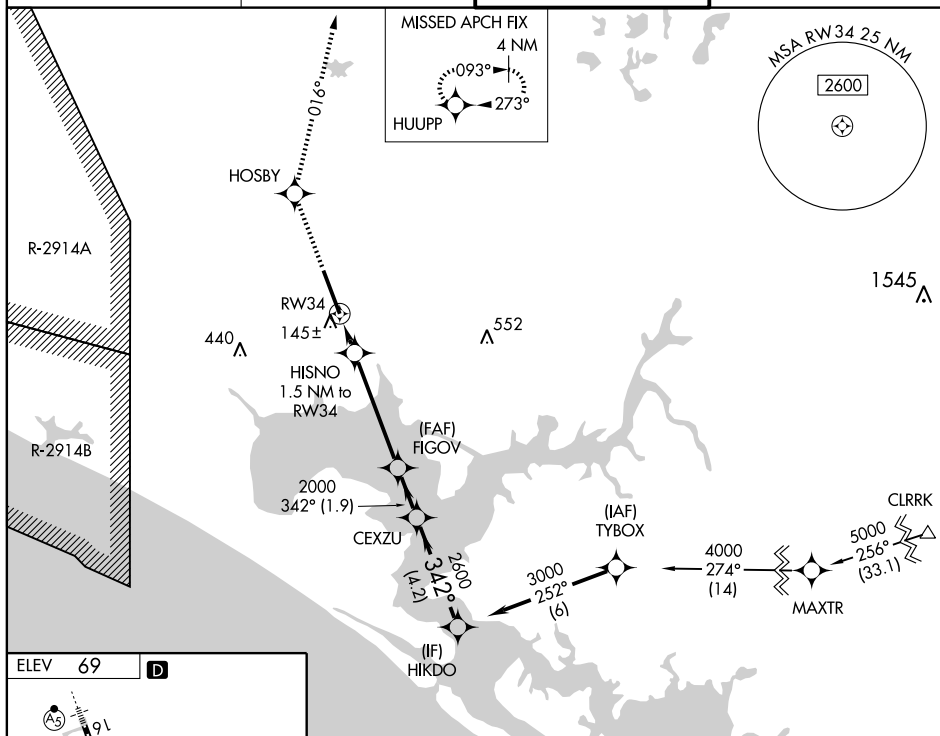 MISSED APCH FIX
4 NM
093°
273°
HUUPP
MSA RW 34 25 NM
2600
016°
HOSBY
R-2914A
1545
RW34
145±
440
552
HISNO
1.5 NM to
RW34
R-2914B
(FAF)
FIGOV
2000
342° (1.9)
CEXZU
(IAF)
TYBOX
CLRRK
5000
256°
(33.1)
4000
274°
(14)
MAXTR
3000
252°
(6)
2600
342°
(4.2)
(IF)
HIKDO
ELEV 69
D
A5
16